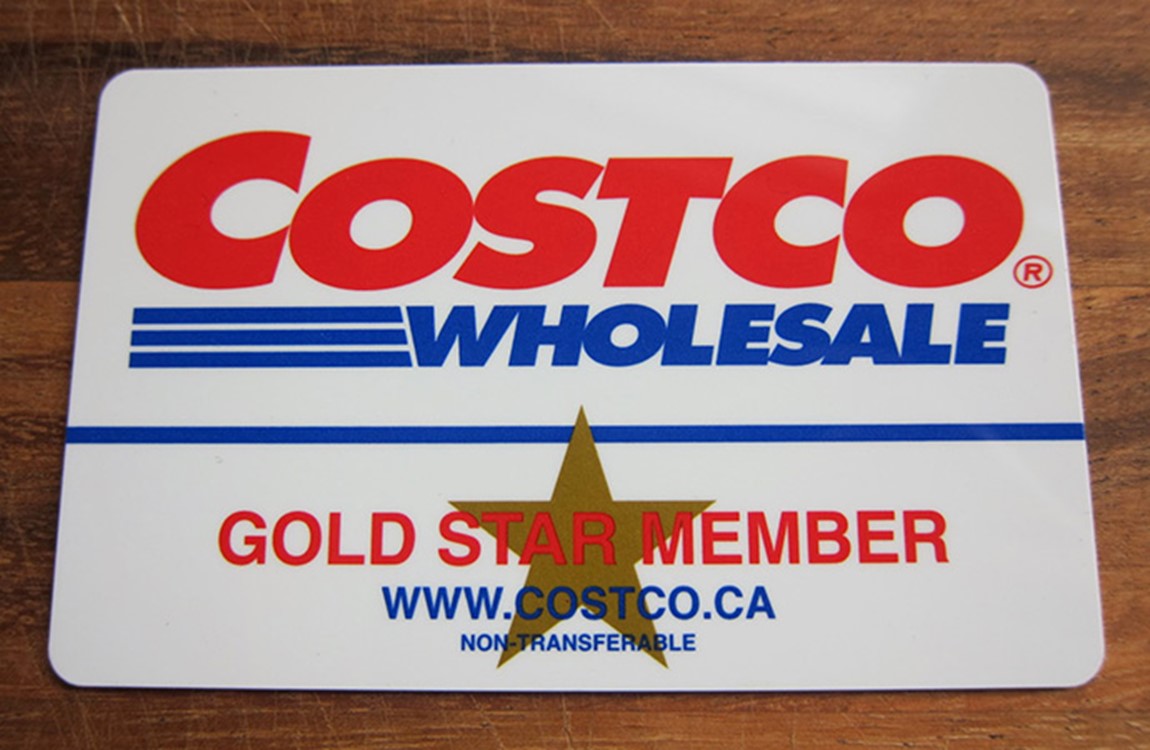 COSTCO®
WHOLESALE
GOLD STAR MEMBER
WWW.COSTCO.CA
NON-TRANSFERABLE